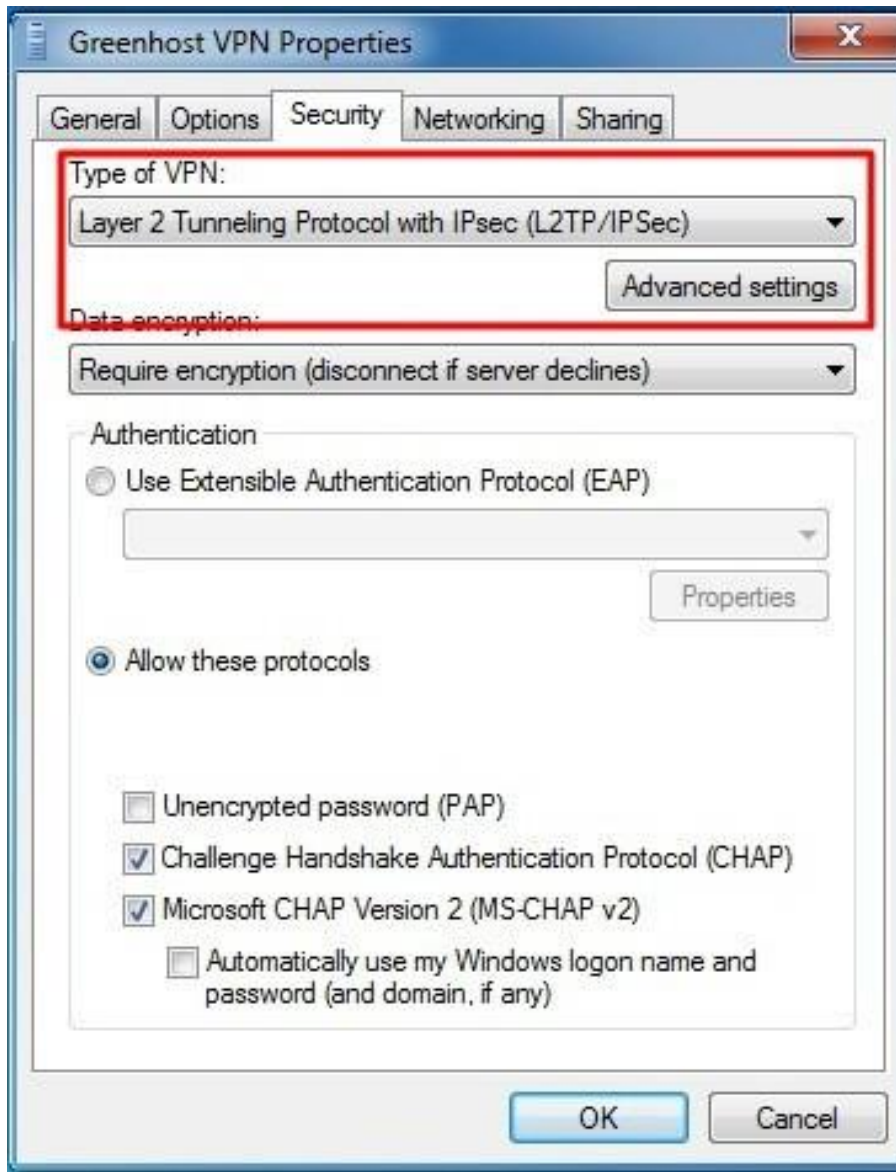 Greenhost VPN Properties
General Options Security Networking Sharing
Type of VPN:
Layer 2 Tunneling Protocol with IPsec (L2TP/IPSec)
Advanced settings
Data encryption:
Require encryption (disconnect if server declines)
Authentication
Use Extensible Authentication Protocol (EAP)
Properties
Allow these protocols
Unencrypted password (PAP)
Challenge Handshake Authentication Protocol (CHAP)
Microsoft CHAP Version 2 (MS-CHAP v2)
Automatically use my Windows logon name and
password (and domain, if any)
OK Cancel